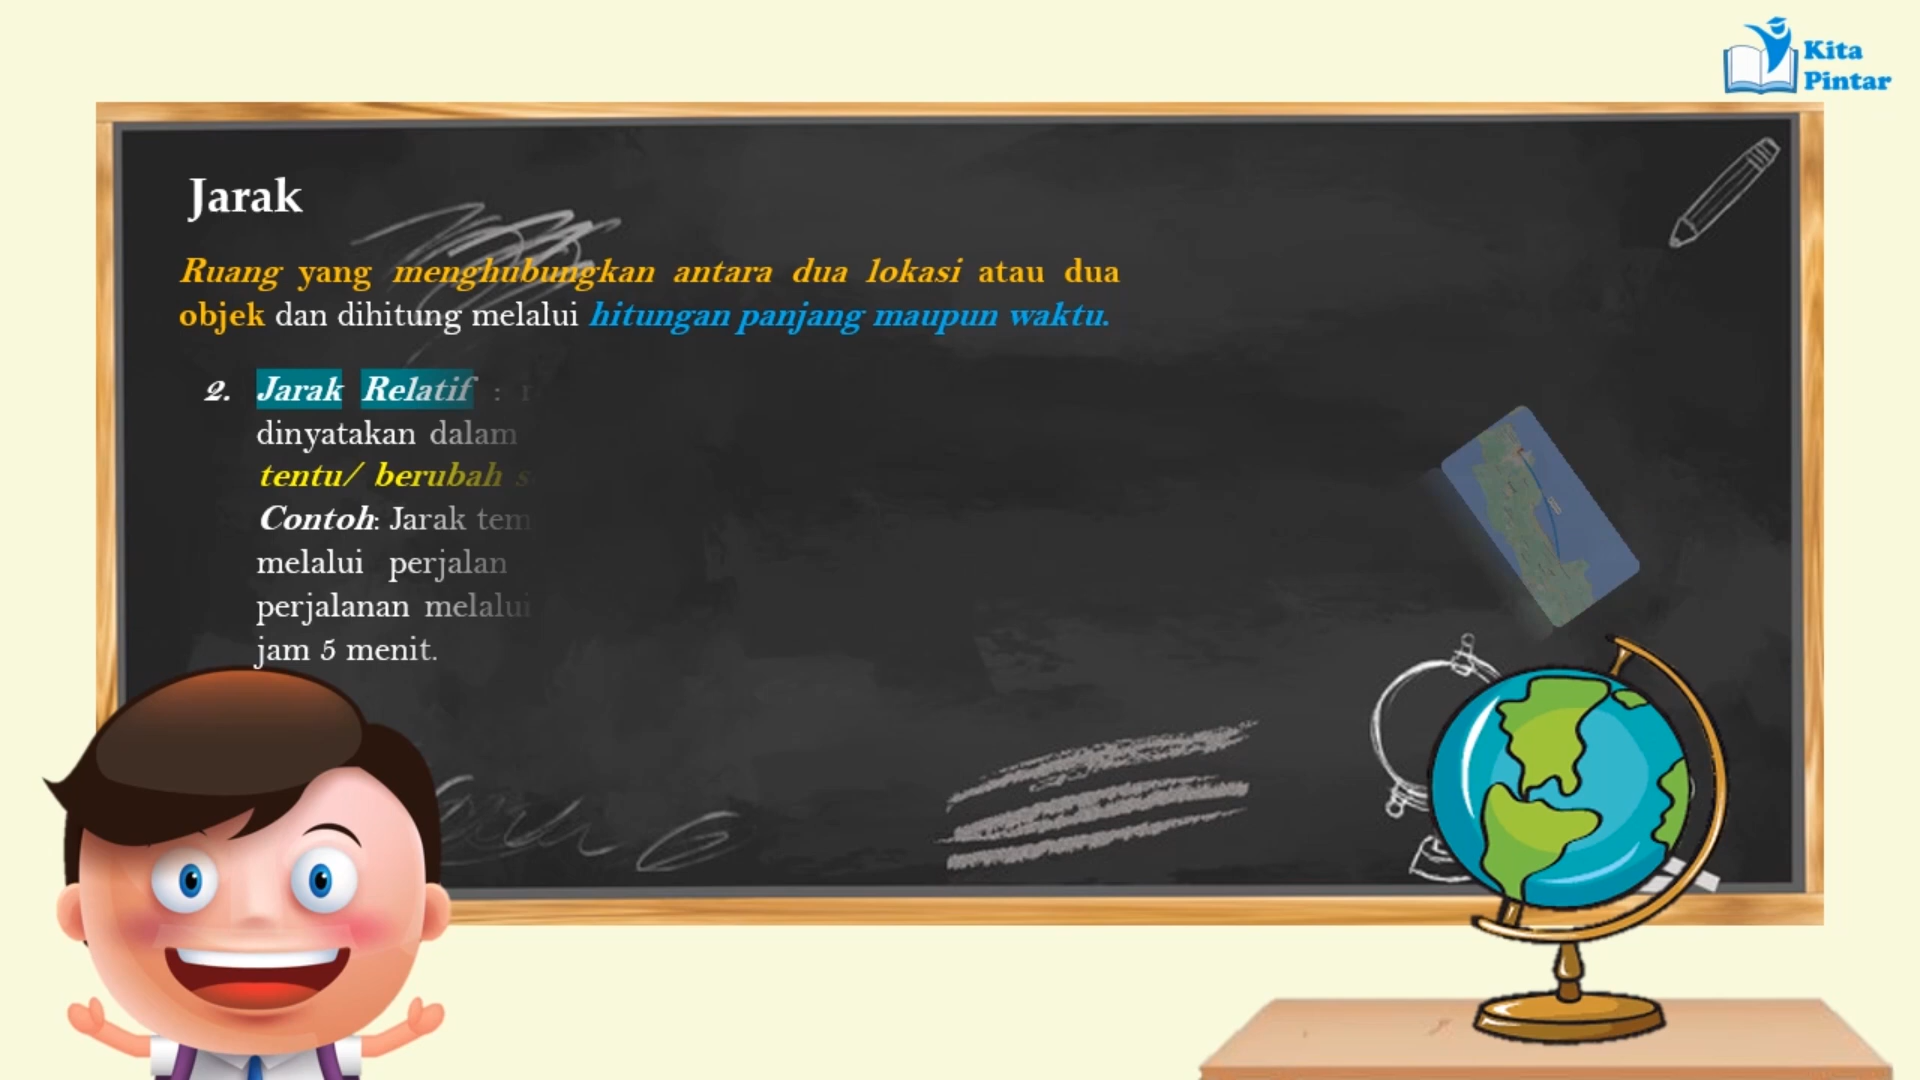 Kita
Pintar
Jarak
Ruang yang menghubungkan antara dua lokasi atau dua
objek dan dihitung melalui hitungan panjang maupun waktu.
2. Jarak Relatif :
dinyatakan dalam
tentu/ berubah
Contoh: Jarak
melalui perjalan
perjalanan melalui
jam 5 menit.